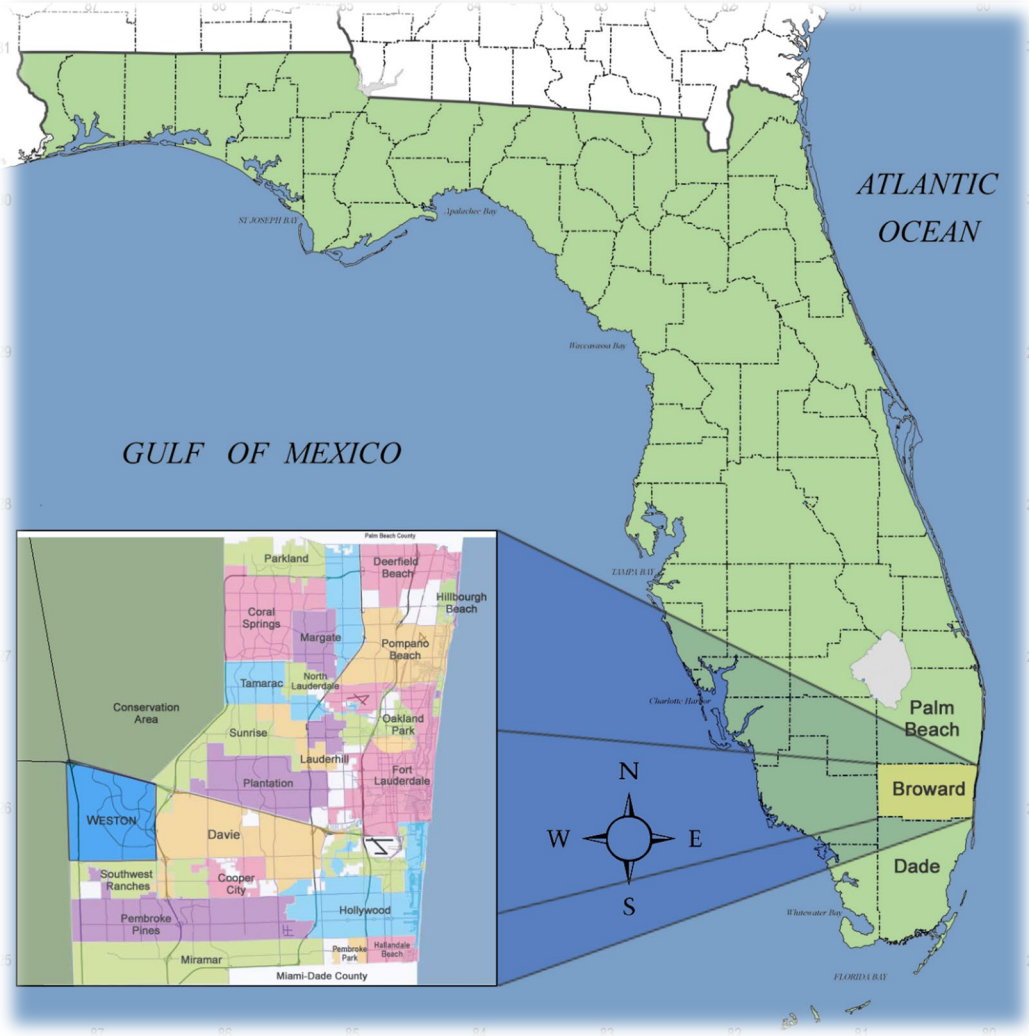 ATLANTIC
OCEAN
ST JOSEPH BAY
Apalachee Bay
Waccasassa Bay
GULF OF MEXICO
TAMPA BAY
Charlotte Harbor
Palm
Beach
Broward
Dade
Whitewater Bay
FLORIDA BAY
N
W
E
S
Palm Beach County
Parkland
Deerfield
Beach
Hillbourgh
Beach
Coral
Springs
Margate
Pompano
Beach
Tamarac
North
Lauderdale
Conservation
Area
Sunrise
Oakland
Park
Lauderhill
Plantation
Fort
Lauderdale
WESTON
Davie
Southwest
Ranches
Cooper
City
Pembroke
Pines
Hollywood
Miramar
Pembroke
Park
Hallandale
Beach
Miami-Dade County